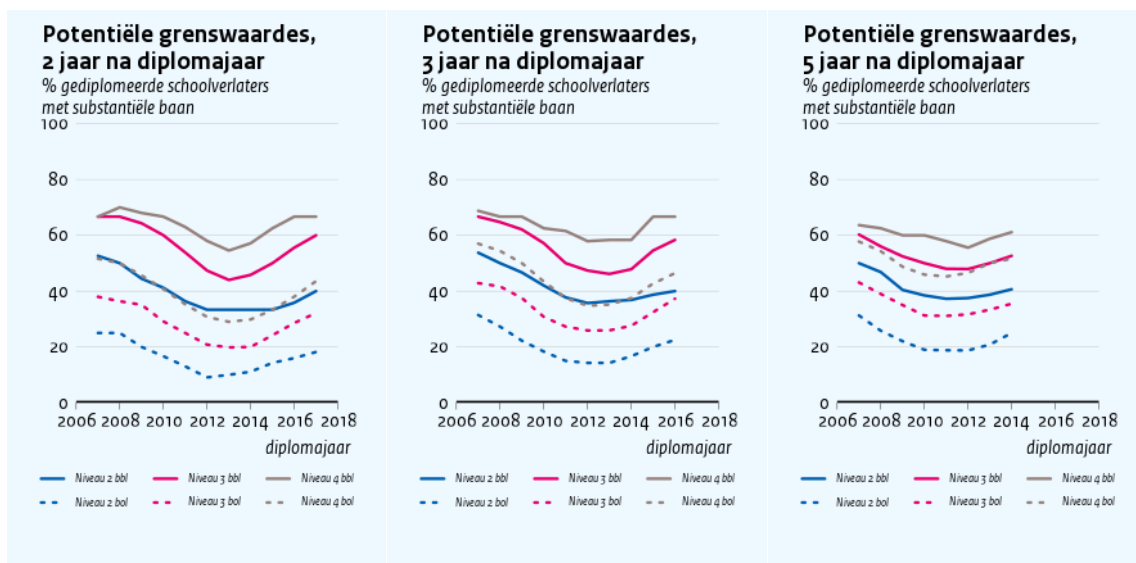 Potentiële grenswaardes,
2 jaar na diplomajaar
% gediplomeerde schoolverlaters
met substantiële baan
100
80
60
40
20
0
2006 2008 2010 2012 2014 2016 2018
diplomajaar
Niveau 2 bbl Niveau 3 bbl Niveau 4 bbl
Niveau 2 bol Niveau 3 bol Niveau 4 bol
Potentiële grenswaardes,
3 jaar na diplomajaar
% gediplomeerde schoolverlaters
met substantiële baan
100
80
60
40
20
0
2006 2008 2010 2012 2014 2016 2018
diplomajaar
Niveau 2 bbl Niveau 3 bbl Niveau 4 bbl
Niveau 2 bol Niveau 3 bol Niveau 4 bol
Potentiële grenswaardes,
5 jaar na diplomajaar
% gediplomeerde schoolverlaters
met substantiële baan
100
80
60
40
20
0
2006 2008 2010 2012 2014 2016 2018
diplomajaar
Niveau 2 bbl Niveau 3 bbl Niveau 4 bbl
Niveau 2 bol Niveau 3 bol Niveau 4 bol